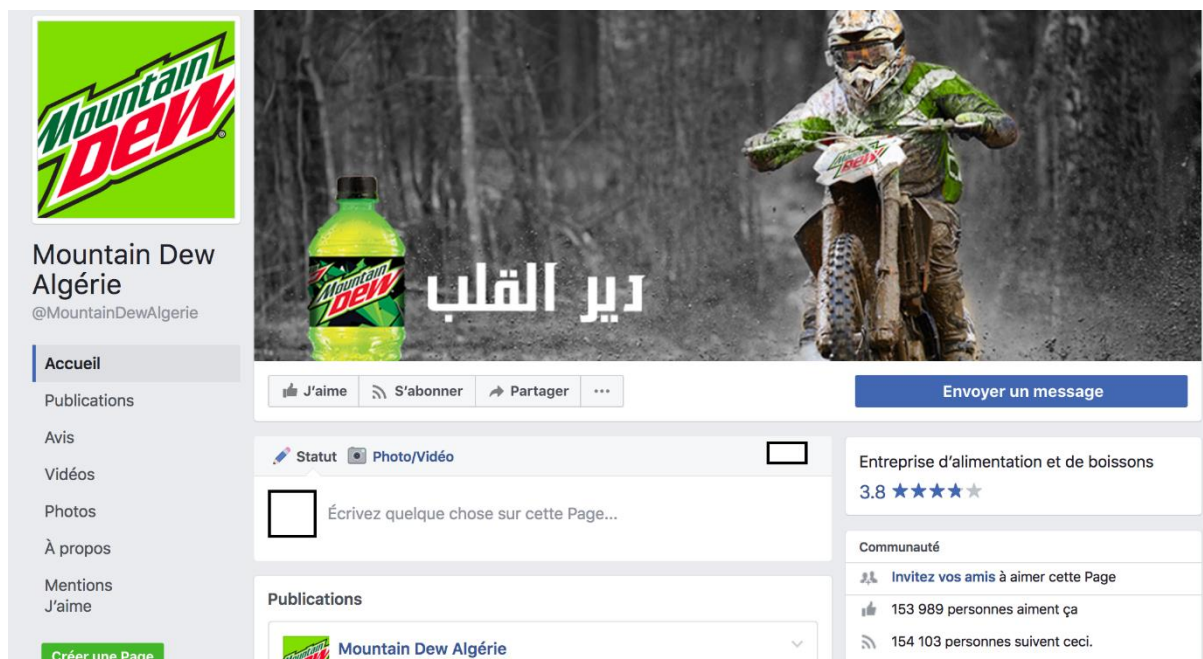 Mountain
Dew
Mountain Dew
Algérie
@MountainDewAlgerie
Accueil
Publications
Avis
Vidéos
Photos
À propos
Mentions
J'aime
Créer une Page
Mountain
Dew
Mountain
Dew
دير القلب
J'aime
S'abonner
Partager
Envoyer un message
Statut
Photo/Vidéo
Écrivez quelque chose sur cette Page...
Publications
Mountain
Mountain Dew Algérie
Entreprise d'alimentation et de boissons
3.8
Communauté
Invitez vos amis à aimer cette Page
153 989 personnes aiment ça
154 103 personnes suivent ceci.